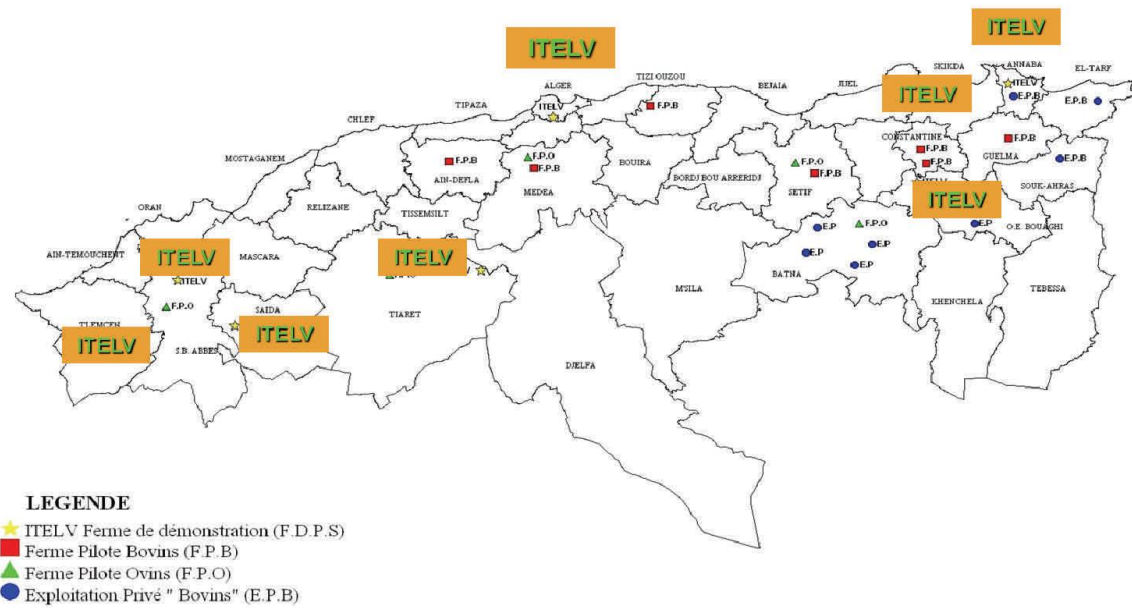 ITELV
ITELV
SKIKDA
ANNABA
EL-TARF
ALGER
TIZI OUZOU
BEJAIA
JIJEL
ITELV
ITELV
E.P.B
E.P.B
TIPAZA
ITELV
F.P.B
CHLEF
CONSTANTINE
F.P.B
F.P.B
F.P.B
GUELMA
E.P.B
MOSTAGANEM
F.P.B
AIN-DEFLA
F.P.O
F.P.B
MEDEA
BOUIRA
BORDJ BOU ARRERIDJ
F.P.O
F.P.B
SETIF
SOUK-AHRAS
ITELV
ORAN
RELIZANE
TISSEMSILT
E.P
F.P.O
E.P
O.E. BOUAGHI
AIN-TEMOUCHENT
ITELV
MASCARA
ITELV
E.P
E.P
E.P
BATNA
ITELV
F.P.O
SAIDA
TIARET
M'SILA
KHENCHELA
TEBESSA
TLEMCEN
ITELV
ITELV
S.B. ABBES
DJELFA
LEGENDE
ITELV Ferme de démonstration (F.D.P.S)
Ferme Pilote Bovins (F.P.B)
Ferme Pilote Ovins (F.P.O)
Exploitation Privé " Bovins" (E.P.B)